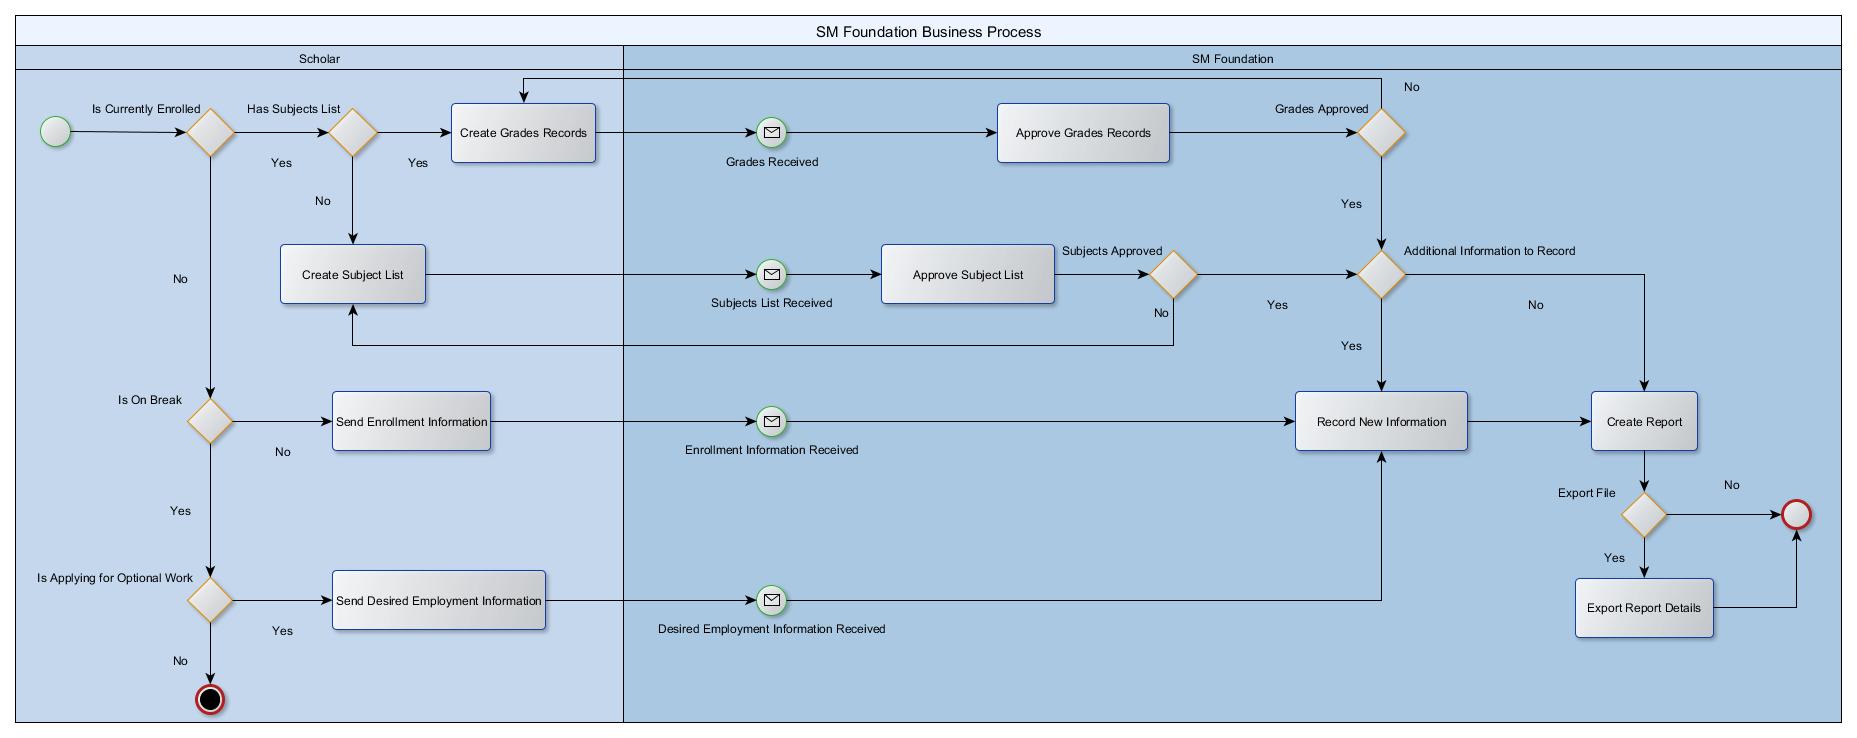 SM Foundation Business Process
Scholar
SM Foundation
No
Is Currently Enrolled
Has Subjects List
Grades Approved
Create Grades Records
Approve Grades Records
Yes
Yes
Grades Received
No
Yes
Subjects Approved
Additional Information to Record
Create Subject List
Approve Subject List
No
Subjects List Received
Yes
No
No
Yes
Is On Break
Send Enrollment Information
Record New Information
Create Report
No
Enrollment Information Received
No
Export File
Yes
Yes
Is Applying for Optional Work
Send Desired Employment Information
Export Report Details
Yes
Desired Employment Information Received
No